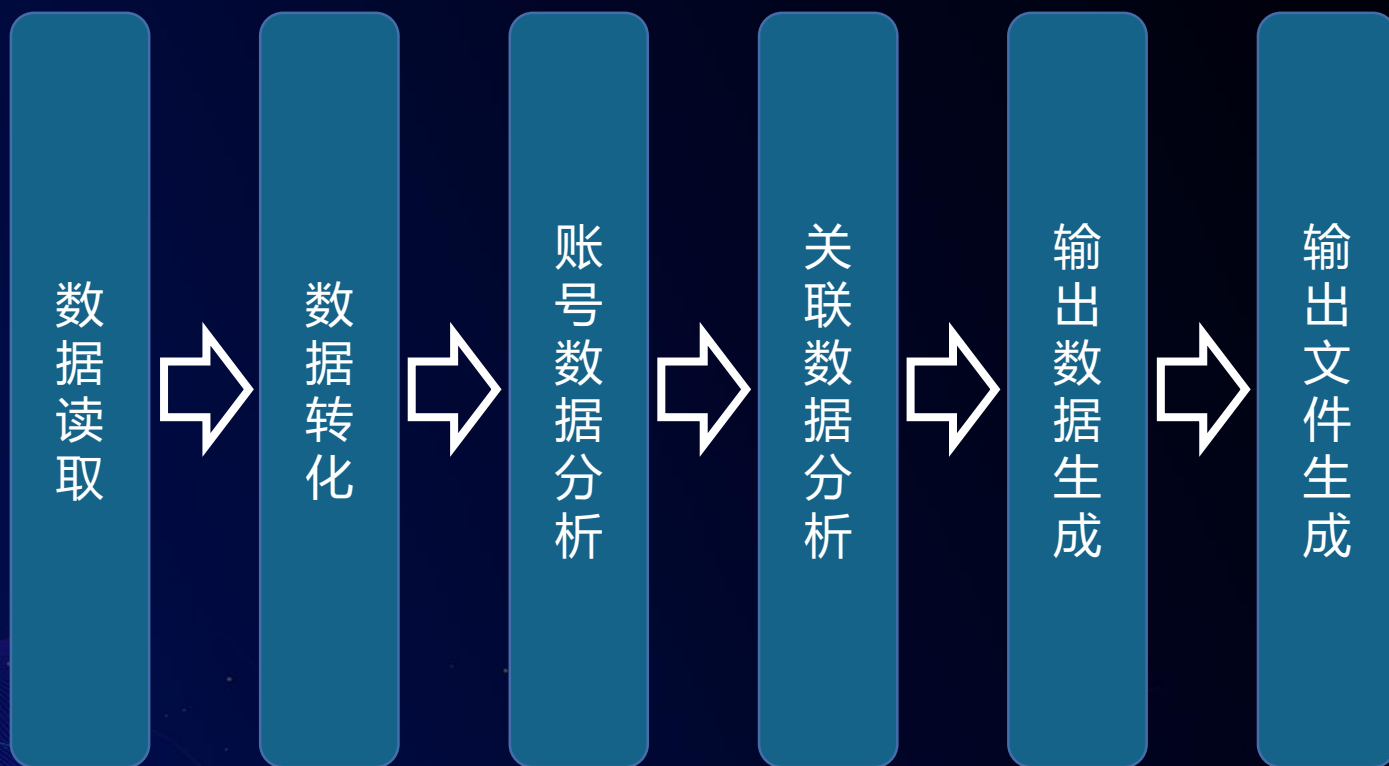 数据读取
数据转化
账号数据分析
关联数据分析
输出数据生成
输出文件生成